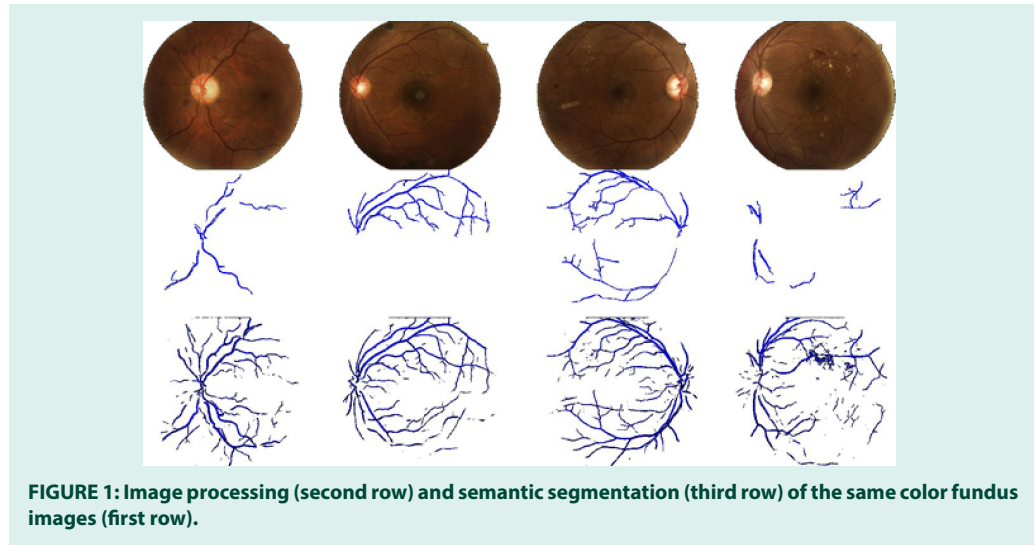 FIGURE 1: Image processing (second row) and semantic segmentation (third row) of the same color fundus
images (first row).